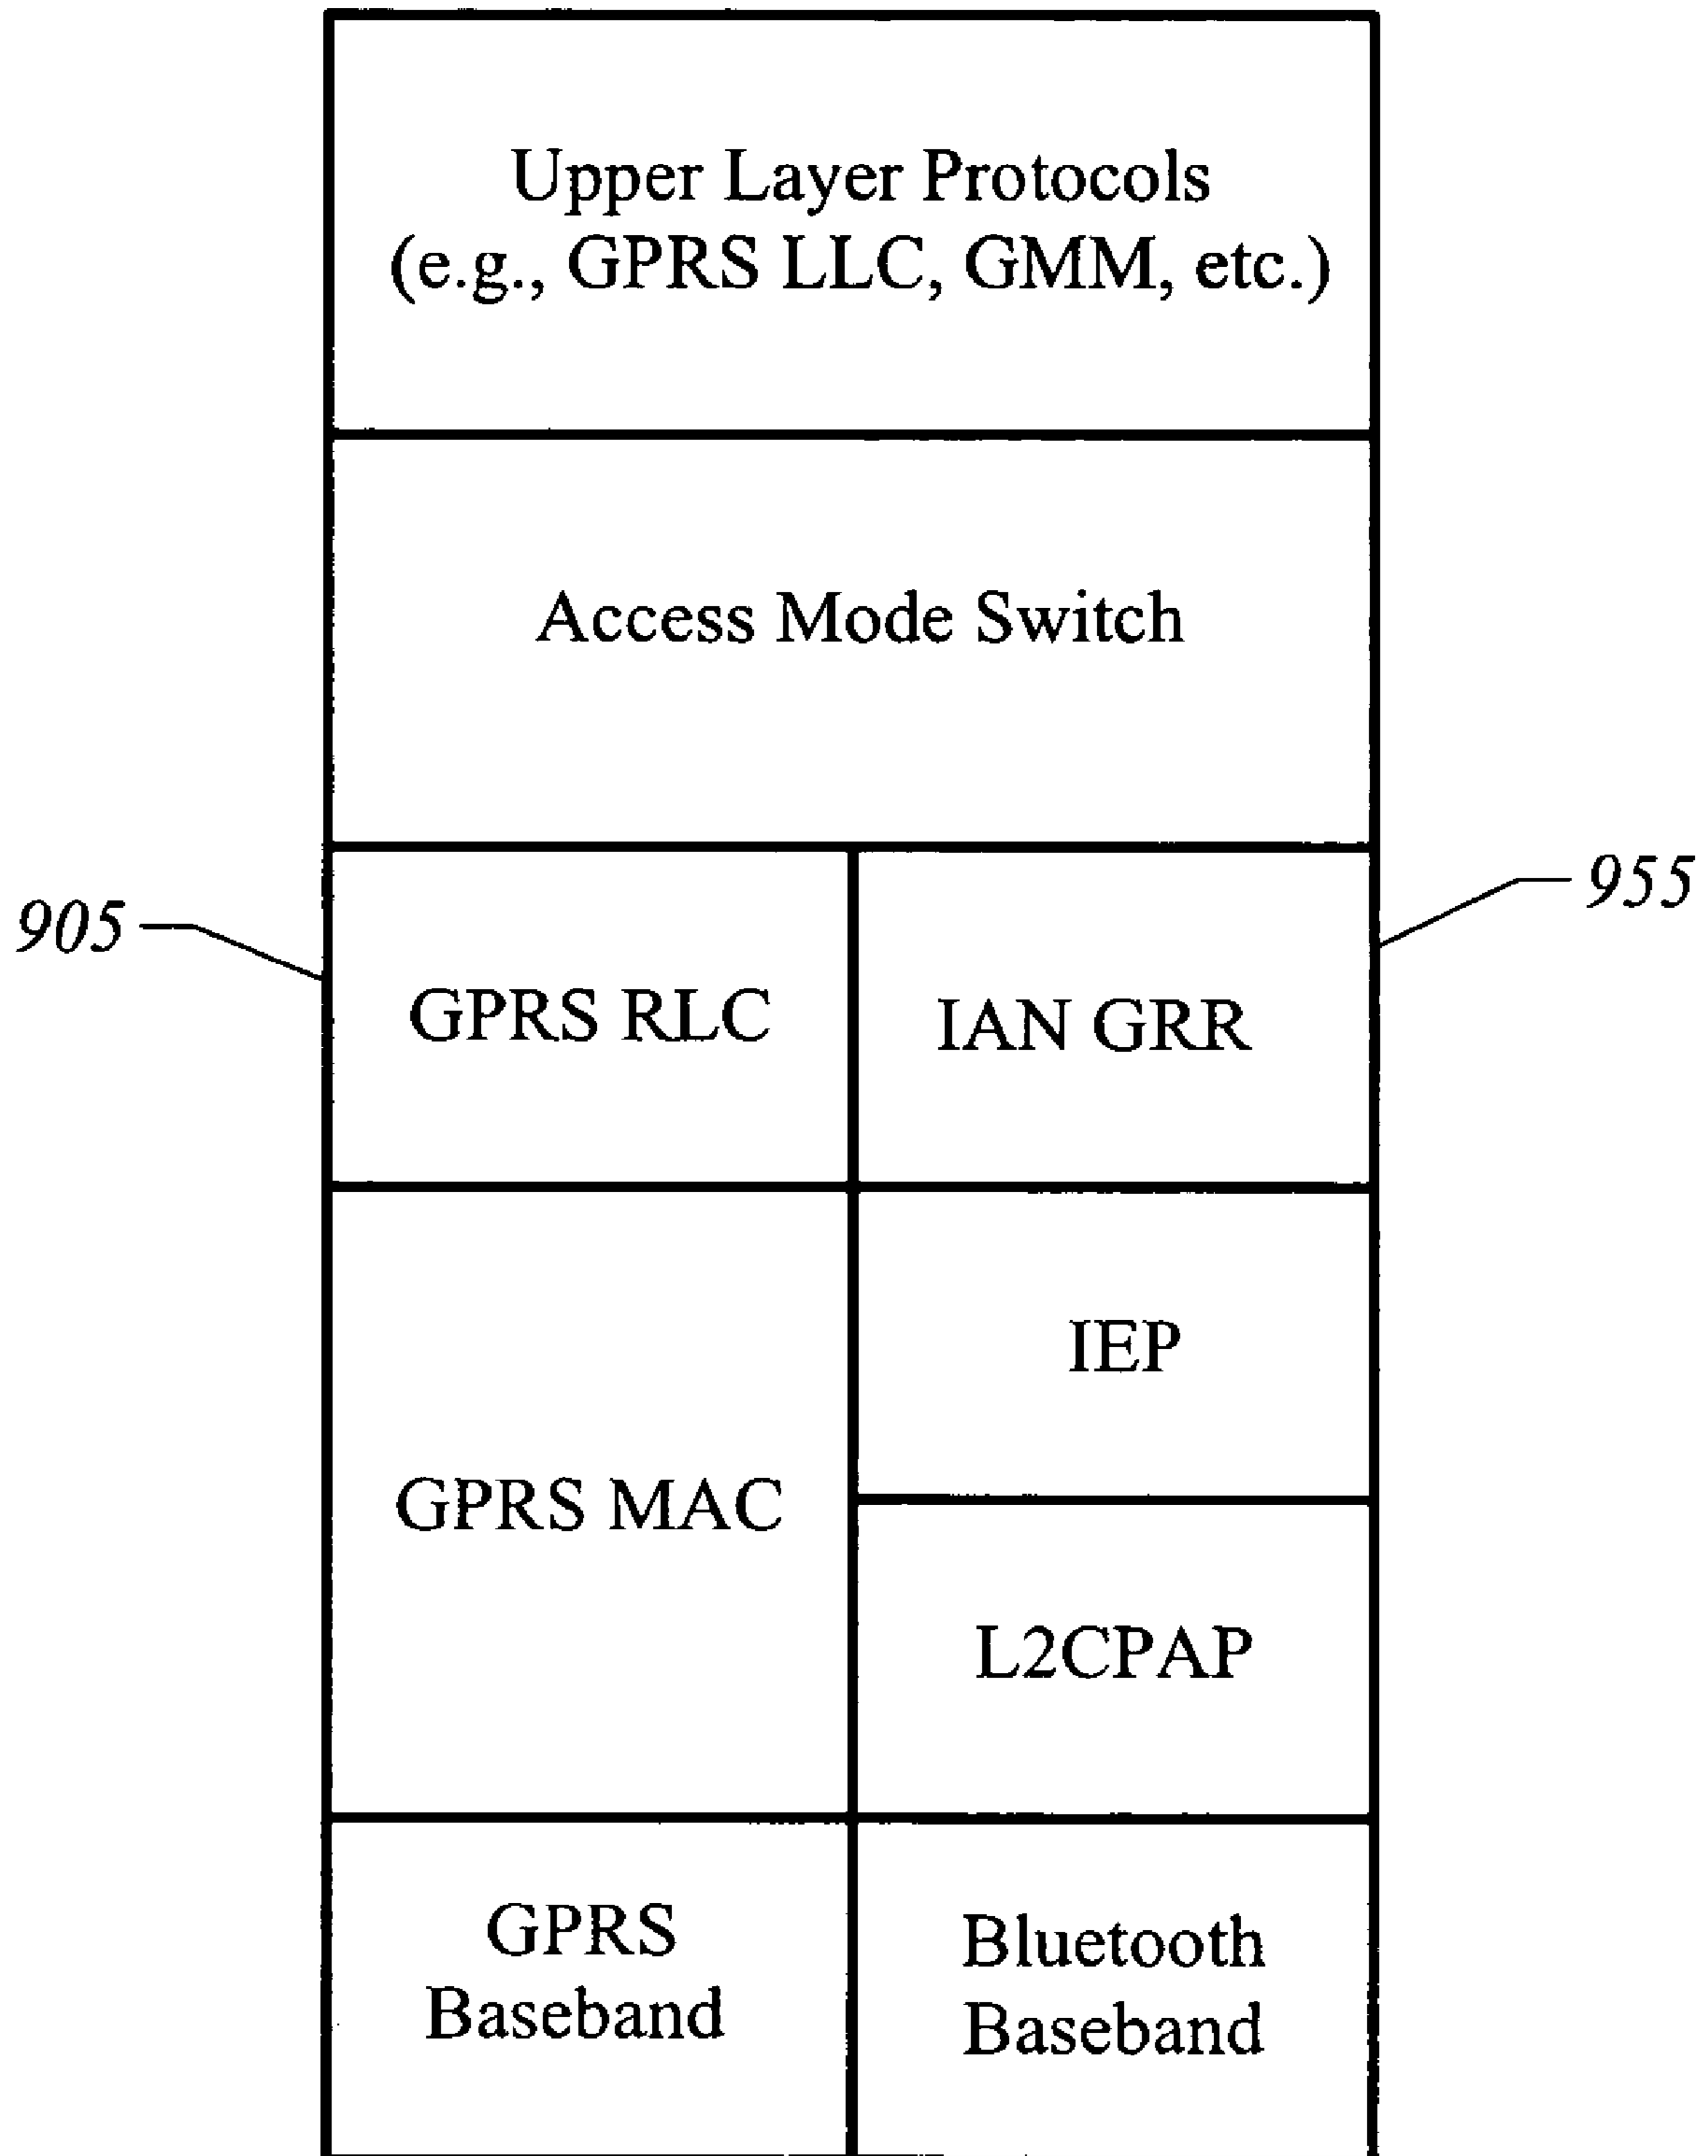 Upper Layer Protocols
(e.g., GPRS LLC, GMM, etc.)
Access Mode Switch
905
955
GPRS RLC
IAN GRR
IEP
GPRS MAC
L2CPAP
GPRS
Baseband
Bluetooth
Baseband